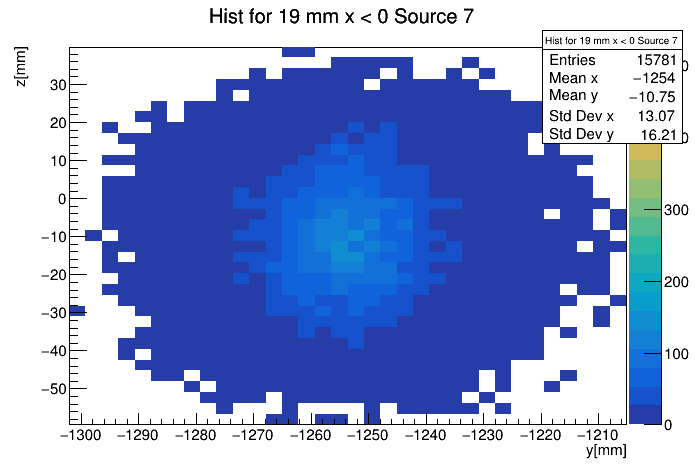 Hist for 19 mm x < 0 Source 7
Hist for 19 mm x < 0 Source 7
Entries 15781
Mean x −1254
Mean y −10.75
Std Dev x 13.07
Std Dev y 16.21
z[mm]
30
20
10
0
−10
−20
−30
−40
−50
300
200
100
0
−1300 −1290 −1280 −1270 −1260 −1250 −1240 −1230 −1220 −1210
y[mm]